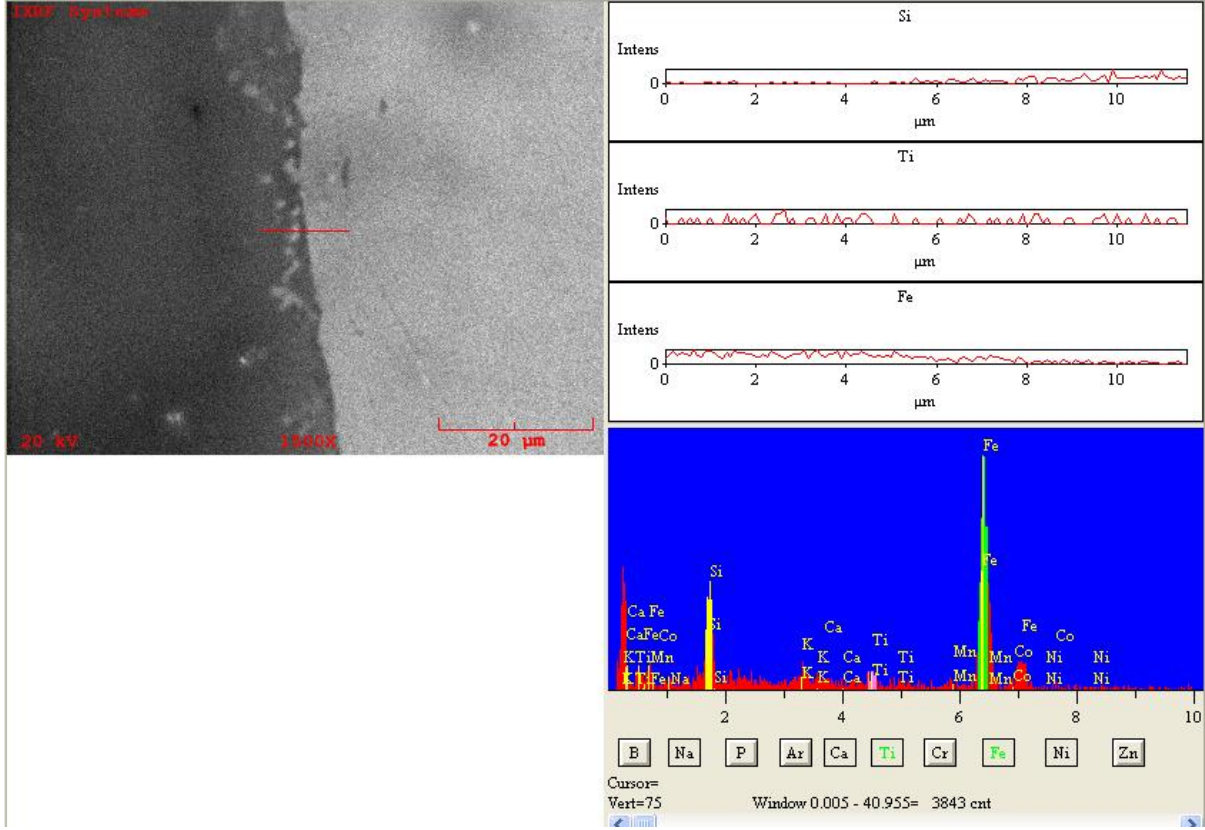 IXRF Systems
20 kV 1500X 20 µm
Si
Intens
0
0 2 4 6 8 10
µm
Ti
Intens
0
0 2 4 6 8 10
µm
Fe
Intens
0
0 2 4 6 8 10
µm
Fe
Si Fe
Ca Fe
Si Ca Fe Co
CaFeCo K Ti
KTiMn K Ca Ti Mn Mn Co Ni Ni
KTiFe Na Si K K Ca Ti Ti Mn Mn Co Ni Ni
2 4 6 8 10
B Na P Ar Ca Ti Cr Fe Ni Zn
Cursor=
Vert=75 Window 0.005 - 40.955= 3843 cnt